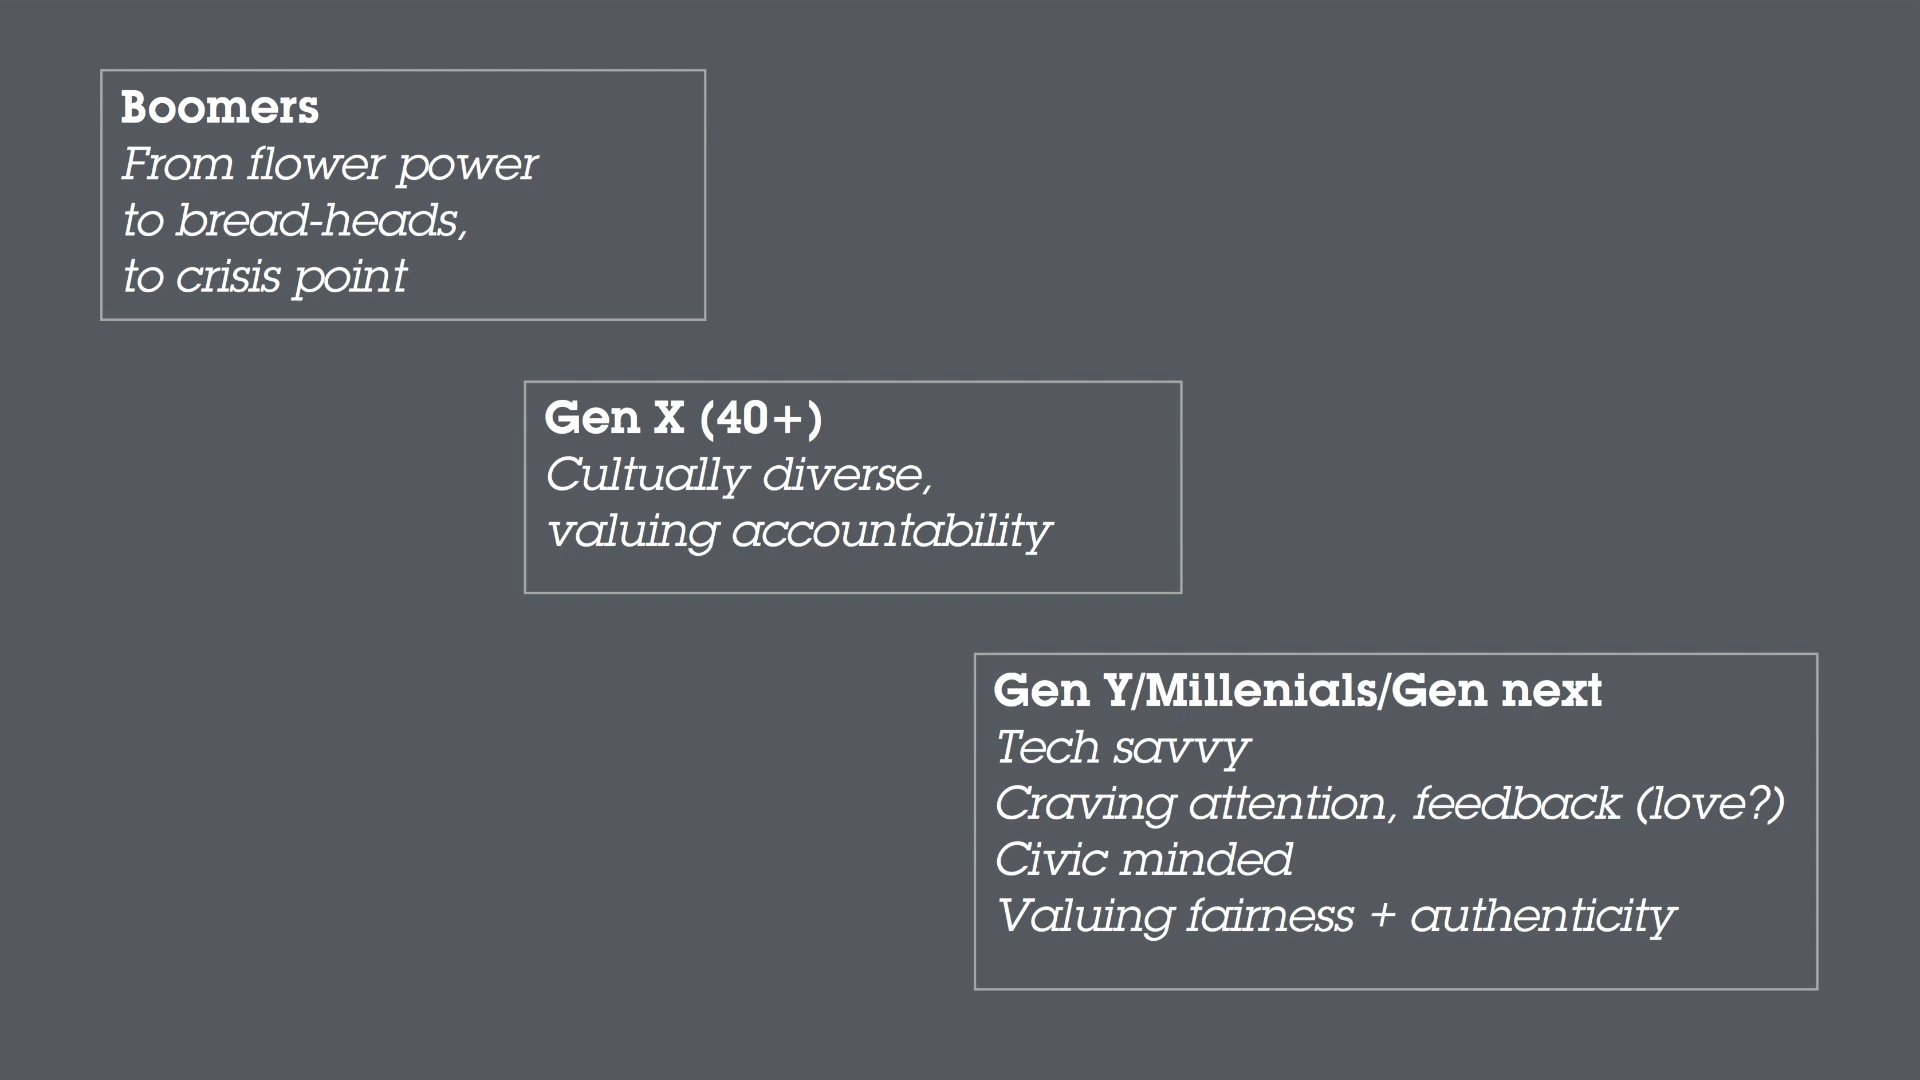 Boomers
From flower power
to bread-heads,
to crisis point
Gen X (40+)
Cultually diverse,
valuing accountability
Gen Y/Millenials/Gen next
Tech savvy
Craving attention, feedback (love?)
Civic minded
Valuing fairness + authenticity